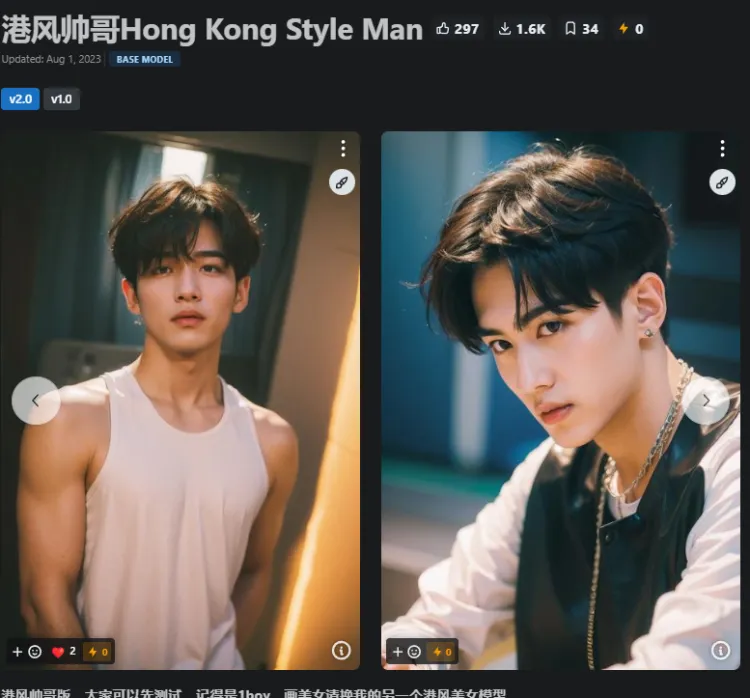 港风帅哥Hong Kong Style Man 297 1.6K 34 0
Updated: Aug 1, 2023 BASE MODEL
v2.0 v1.0
2 0 0
港风帅哥版，大家可以先测试，记得是1boy，画美女请换我的另一个港风美女模型